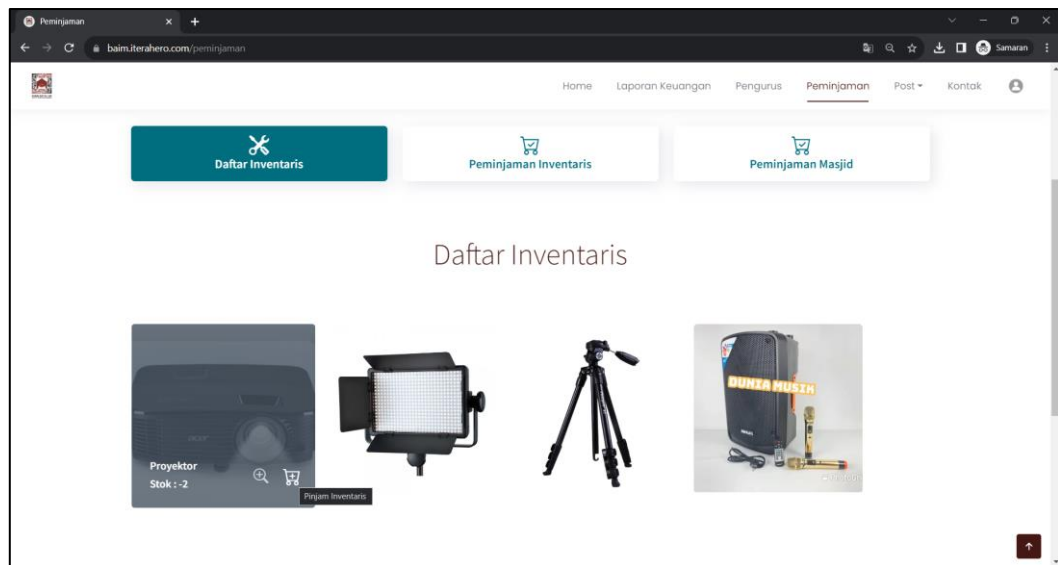 Peminjaman
baim.iterahero.com/peminjaman
Samaran
Home
Laporan Keuangan
Pengurus
Peminjaman
Post
Kontak
Daftar Inventaris
Peminjaman Inventaris
Peminjaman Masjid
Daftar Inventaris
acer
DUNIA MUSIK
Proyektor
Stok : -2
Pinjam Inventaris